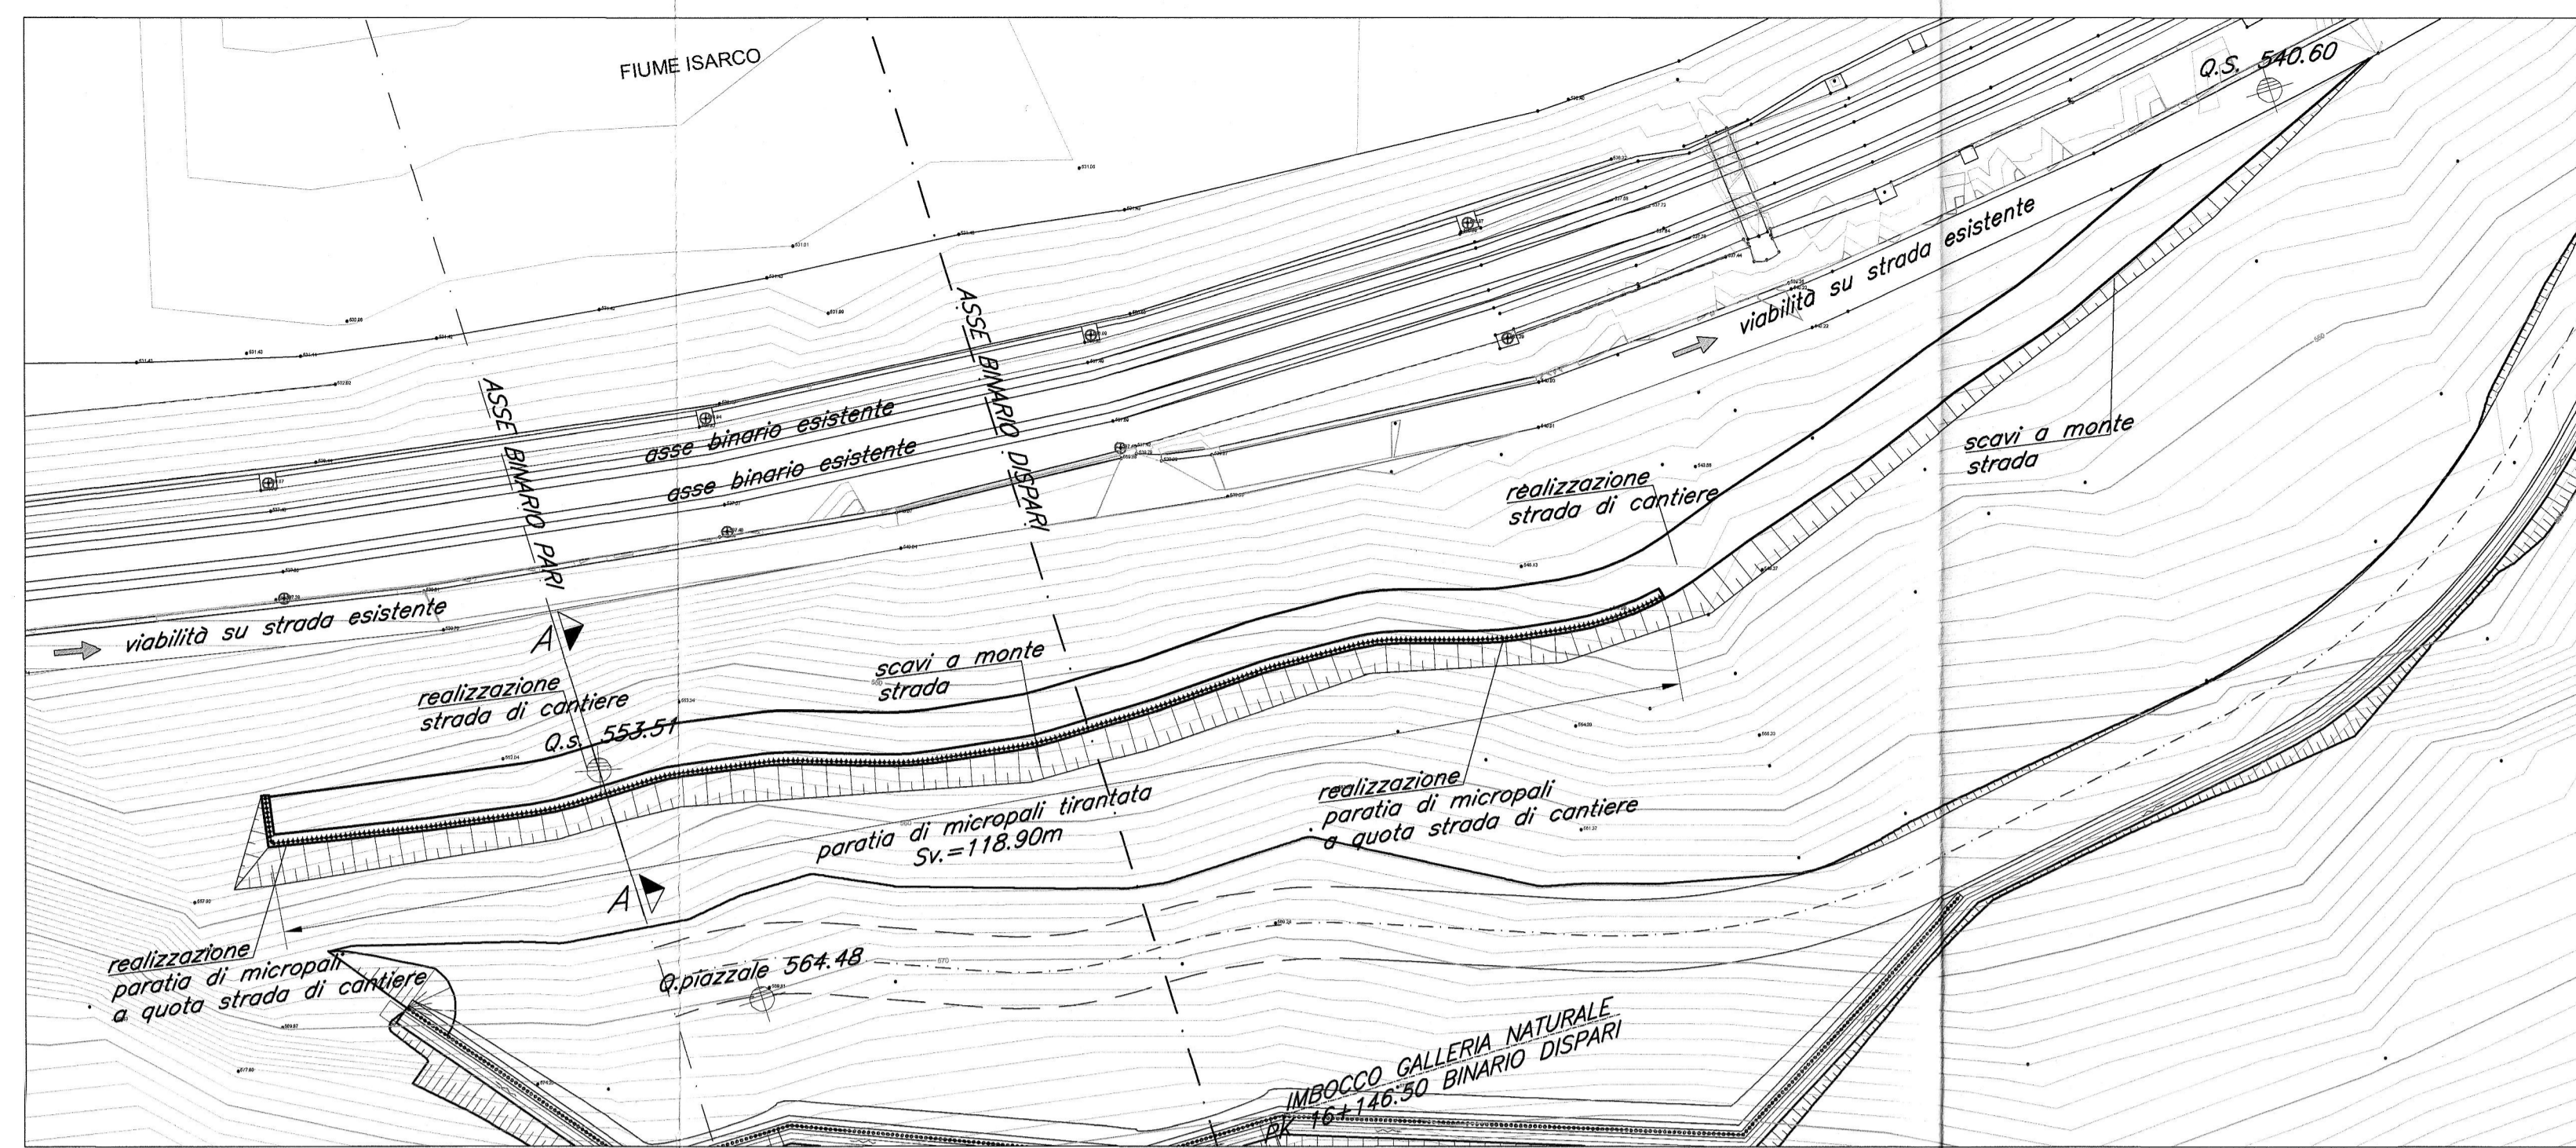 FIUME ISARCO
Q.S. 540.60
ASSE BINARIO PARI
ASSE BINARIO DISPARI
asse binario esistente
asse binario esistente
viabilità su strada esistente
viabilità su strada esistente
scavi a monte
strada
realizzazione
strada di cantiere
A
scavi a monte
strada
realizzazione
strada di cantiere
Q.s. 553.51
paratia di micropali tirantata
Sv.=118.90m
realizzazione
paratia di micropali
a quota strada di cantiere
A
realizzazione
paratia di micropali
a quota strada di cantiere
Q.piazzale 564.48
IMBOCCO GALLERIA NATURALE
PK 16+146.50 BINARIO DISPARI